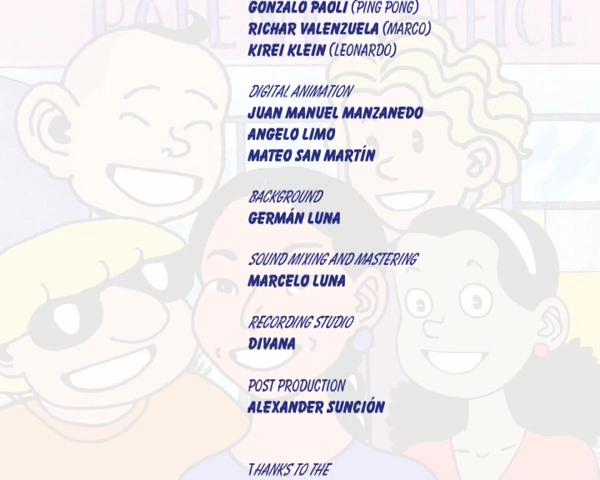 PAPER OFFICE
GONZALO PAOLI (PING PONG)
RICHAR VALENZUELA (MARCO)
KIREI KLEIN (LEONARDO)
DIGITAL ANIMATION
JUAN MANUEL MANZANEDO
ANGELO LIMO
MATEO SAN MARTÍN
BACKGROUND
GERMÁN LUNA
SOUND MIXING AND MASTERING
MARCELO LUNA
RECORDING STUDIO
DIVANA
POST PRODUCTION
ALEXANDER SUNCIÓN
THANKS TO THE